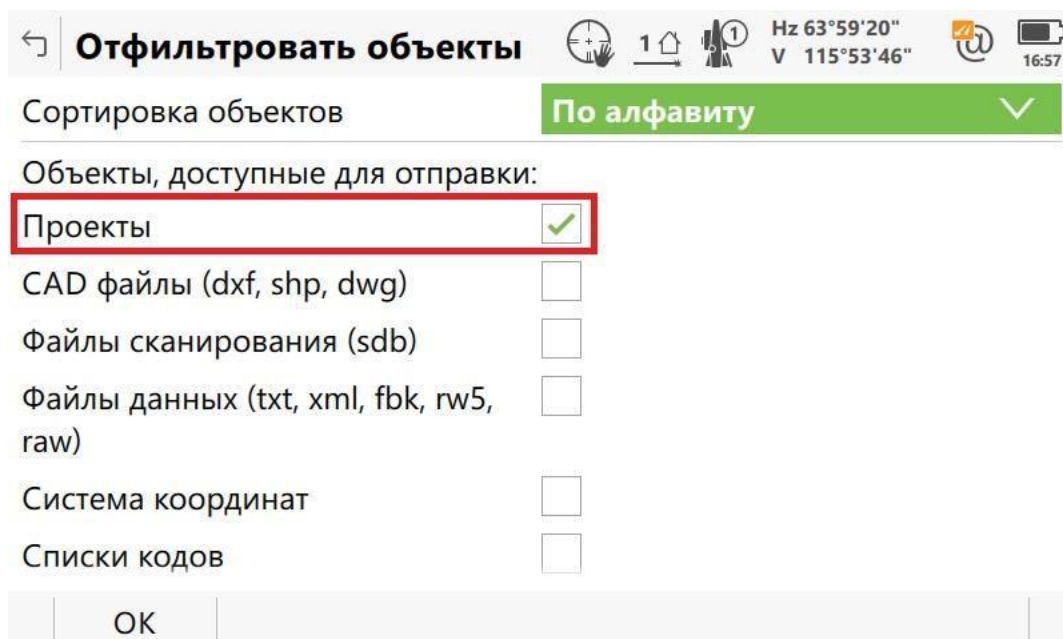 Отфильтровать объекты
1
1
Hz 63°59'20"
V 115°53'46"
@
16:57
Сортировка объектов
По алфавиту
Объекты, доступные для отправки:
Проекты
CAD файлы (dxf, shp, dwg)
Файлы сканирования (sdb)
Файлы данных (txt, xml, fbk, rw5,
raw)
Система координат
Списки кодов
OK